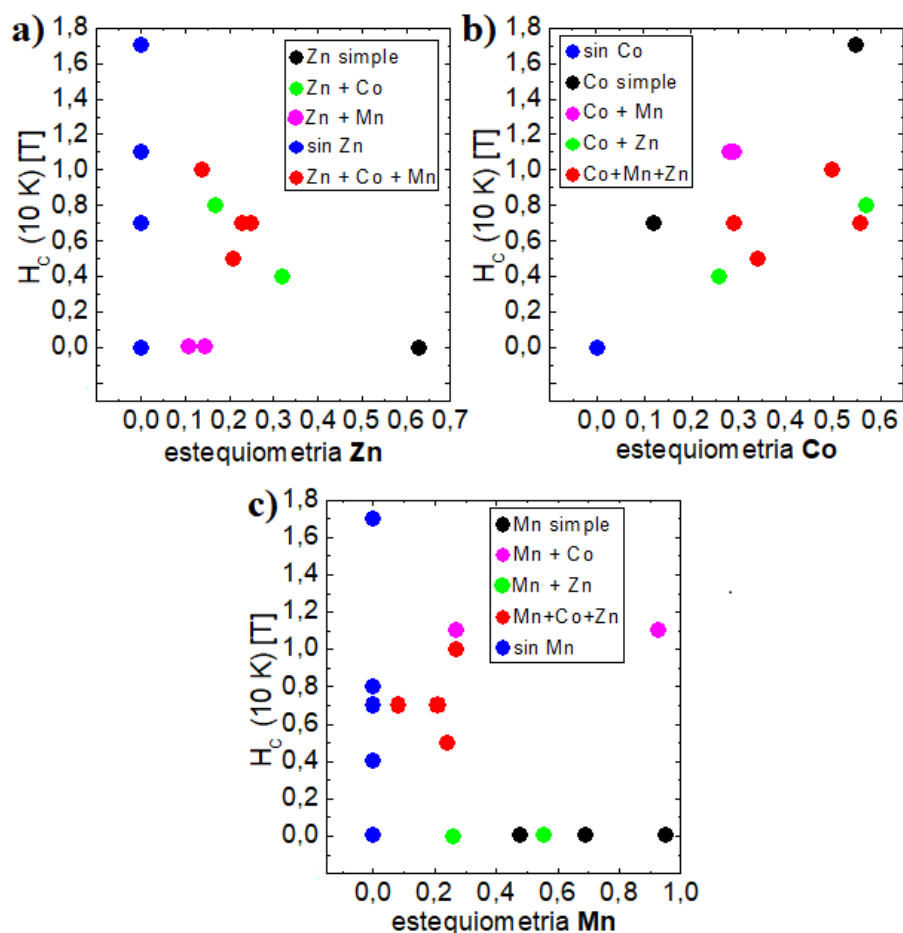 a)
H_C (10 K) [T]
1,8
1,6
1,4
1,2
1,0
0,8
0,6
0,4
0,2
0,0
Zn simple
Zn + Co
Zn + Mn
sin Zn
Zn + Co + Mn
0,0 0,1 0,2 0,3 0,4 0,5 0,6 0,7
estequiometria Zn
b)
H_C (10 K) [T]
1,8
1,6
1,4
1,2
1,0
0,8
0,6
0,4
0,2
0,0
sin Co
Co simple
Co + Mn
Co + Zn
Co+Mn+Zn
0,0 0,1 0,2 0,3 0,4 0,5 0,6
estequiometria Co
c)
H_C (10 K) [T]
1,8
1,6
1,4
1,2
1,0
0,8
0,6
0,4
0,2
0,0
Mn simple
Mn + Co
Mn + Zn
Mn+Co+Zn
sin Mn
0,0 0,2 0,4 0,6 0,8 1,0
estequiometria Mn